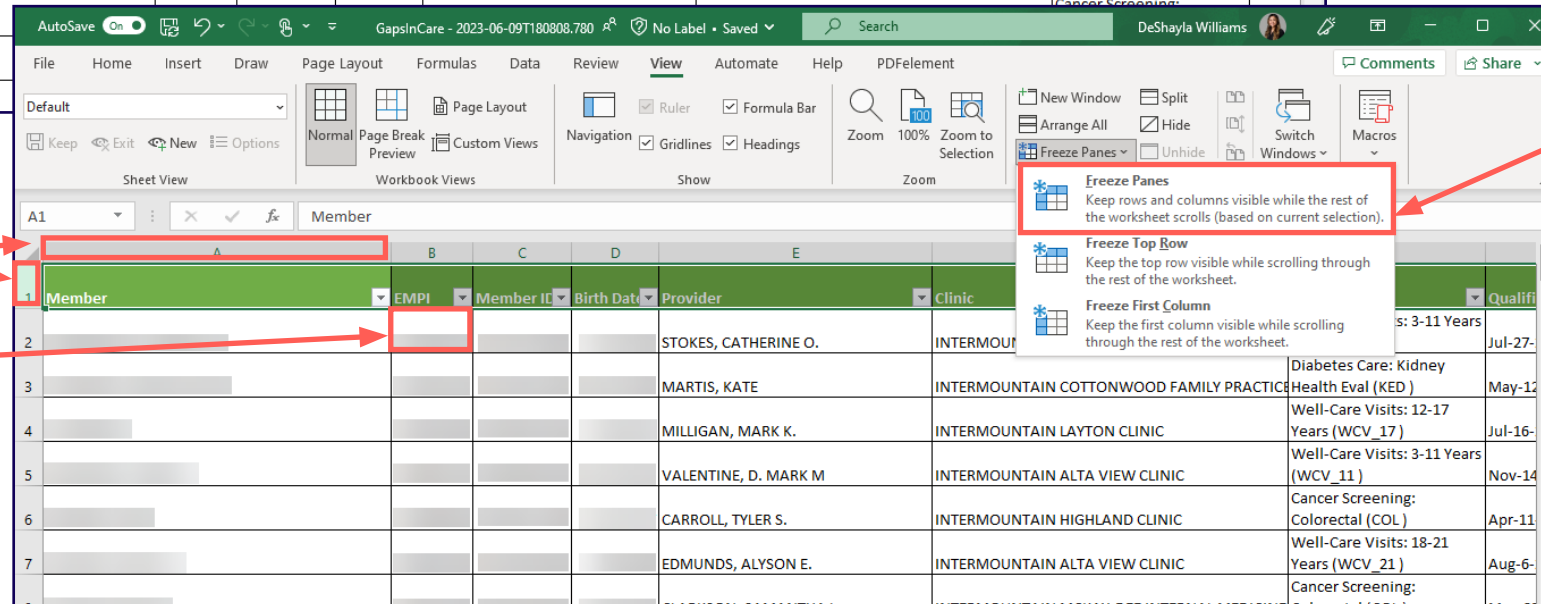 Cancer Screening:
AutoSave On GapsInCare - 2023-06-09T180808.780 No Label • Saved Search DeShayla Williams
File Home Insert Draw Page Layout Formulas Data Review View Automate Help PDFelement Comments Share
Default
Keep Exit New Options
Sheet View
Normal
Page Break
Preview
Page Layout
Custom Views
Workbook Views
Navigation
Ruler Formula Bar
Gridlines Headings
Show
Zoom
100%
Zoom to
Selection
Zoom
New Window
Arrange All
Freeze Panes
Split
Hide
Unhide
Switch
Windows
Macros
Freeze Panes
Keep rows and columns visible while the rest of
the worksheet scrolls (based on current selection).
Freeze Top Row
Keep the top row visible while scrolling through
the rest of the worksheet.
Freeze First Column
Keep the first column visible while scrolling
through the rest of the worksheet.
A1 fx Member
A B C D E
1 Member EMPI Member ID Birth Date Provider Clinic Qualifi
s: 3-11 Years
2 STOKES, CATHERINE O. INTERMOUN Jul-27-
Diabetes Care: Kidney
3 MARTIS, KATE INTERMOUNTAIN COTTONWOOD FAMILY PRACTICE Health Eval (KED ) May-12
Well-Care Visits: 12-17
4 MILLIGAN, MARK K. INTERMOUNTAIN LAYTON CLINIC Years (WCV_17 ) Jul-16-
Well-Care Visits: 3-11 Years
5 VALENTINE, D. MARK M INTERMOUNTAIN ALTA VIEW CLINIC (WCV_11 ) Nov-14
Cancer Screening:
6 CARROLL, TYLER S. INTERMOUNTAIN HIGHLAND CLINIC Colorectal (COL ) Apr-11
Well-Care Visits: 18-21
7 EDMUNDS, ALYSON E. INTERMOUNTAIN ALTA VIEW CLINIC Years (WCV_21 ) Aug-6-
Cancer Screening: